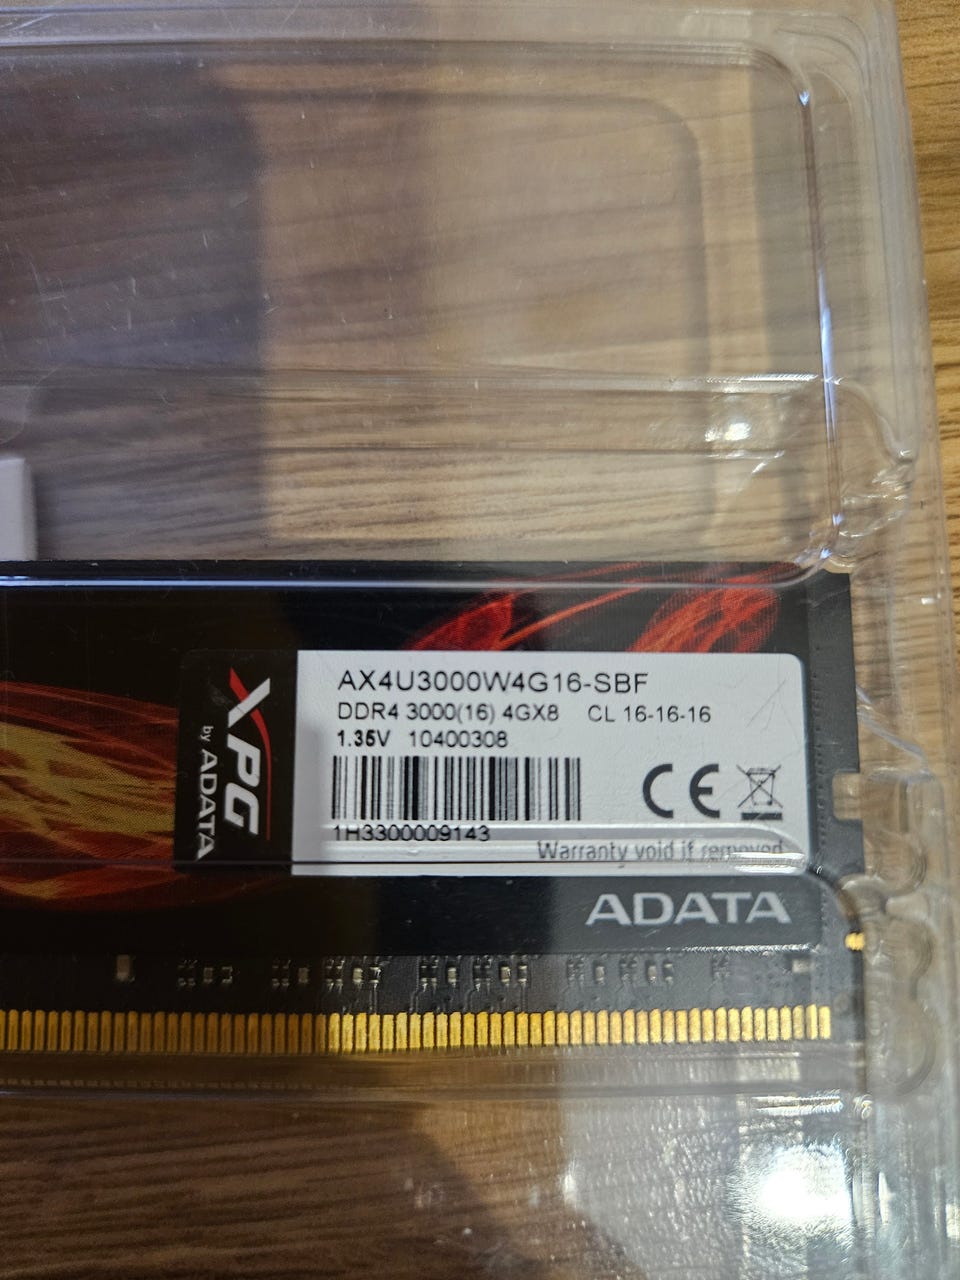 XPG
by ADATA
AX4U3000W4G16-SBF
DDR4 3000(16) 4GX8 CL 16-16-16
1.35V 10400308
CE
1H3300009143
Warranty void if removed
ADATA